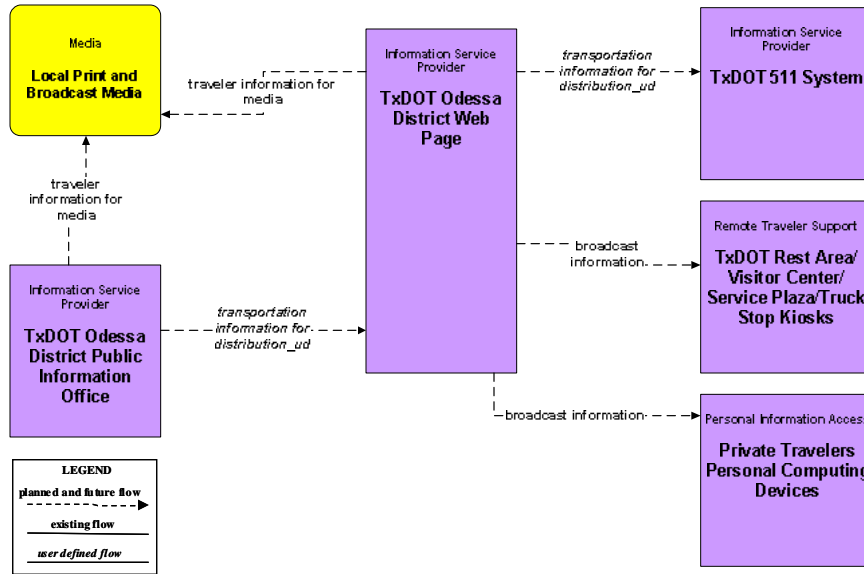 Media
Local Print and
Broadcast Media
traveler information for
media
Information Service
Provider
TxDOT Odessa
District Web
Page
transportation
information for
distribution_ud
Information Service
Provider
TxDOT 511 System
traveler
information for
media
broadcast
information
Remote Traveler Support
TxDOT Rest Area/
Visitor Center/
Service Plaza/Truck
Stop Kiosks
Information Service
Provider
TxDOT Odessa
District Public
Information
Office
transportation
information for
distribution_ud
broadcast information
Personal Information Access
Private Travelers
Personal Computing
Devices
LEGEND
planned and future flow
existing flow
user defined flow